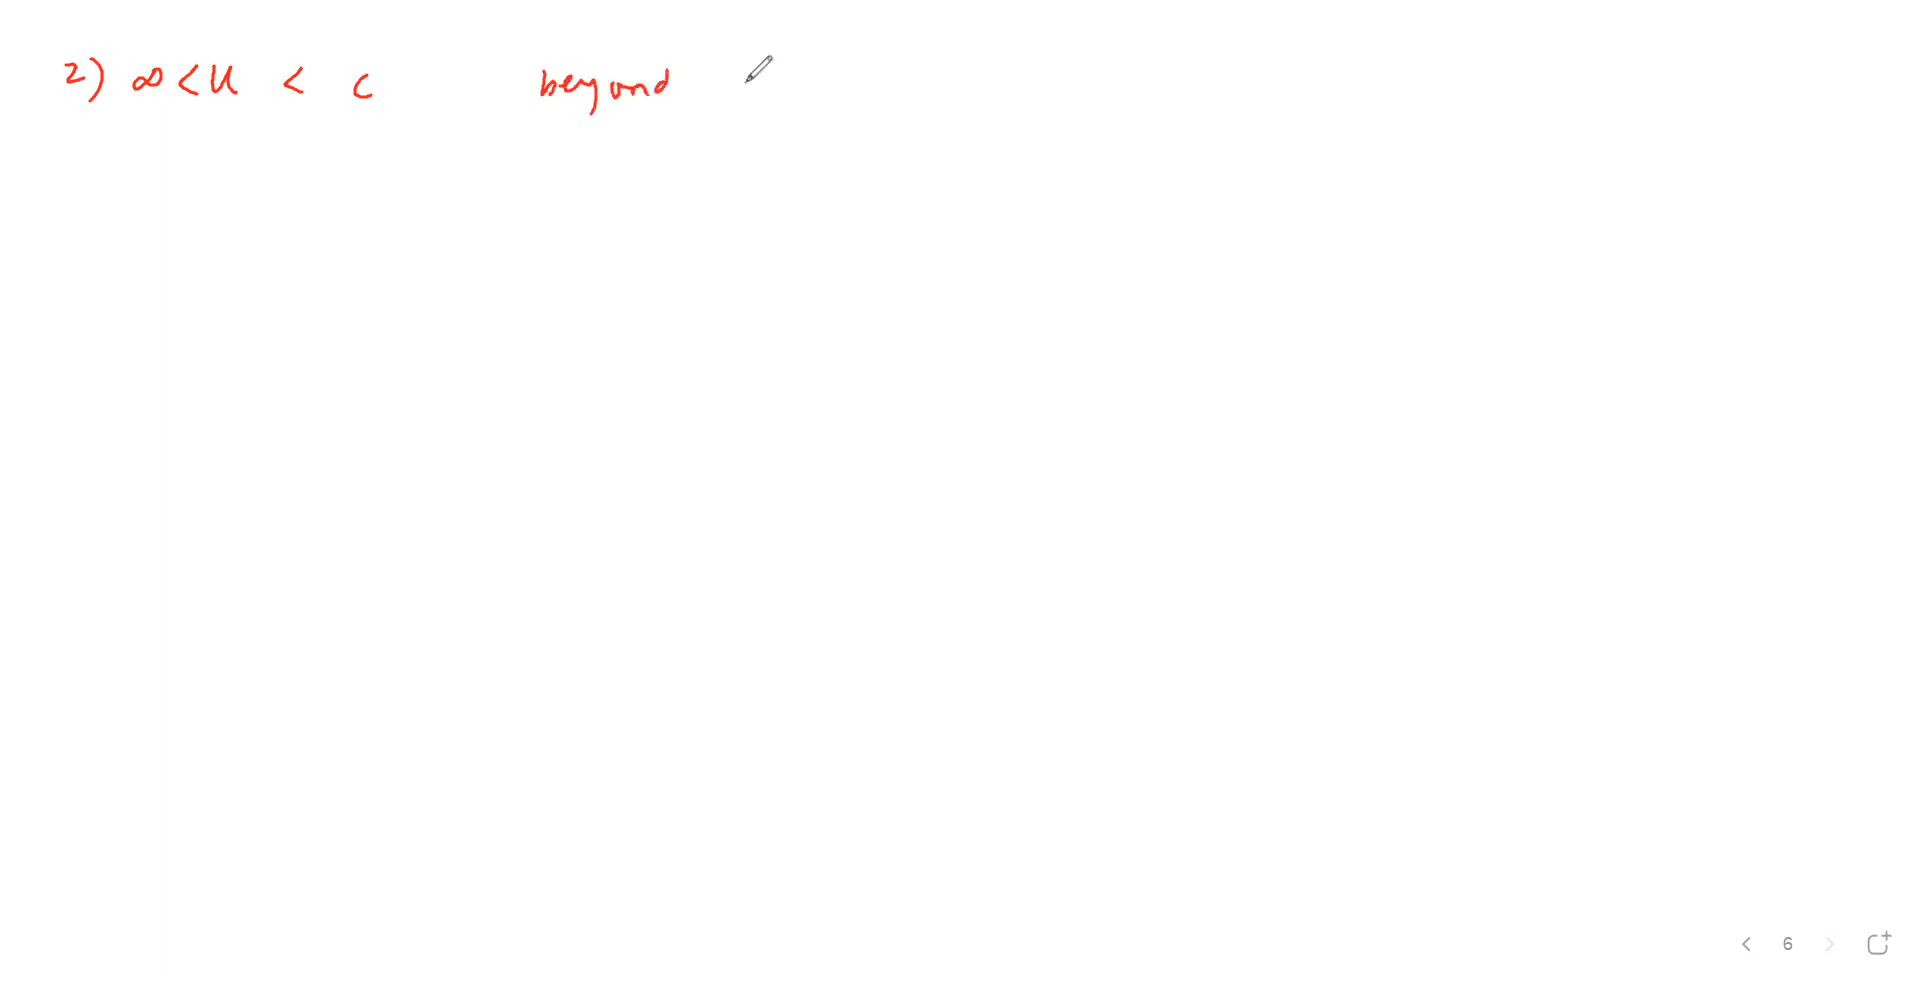 2) ∞ < u < c beyond
6